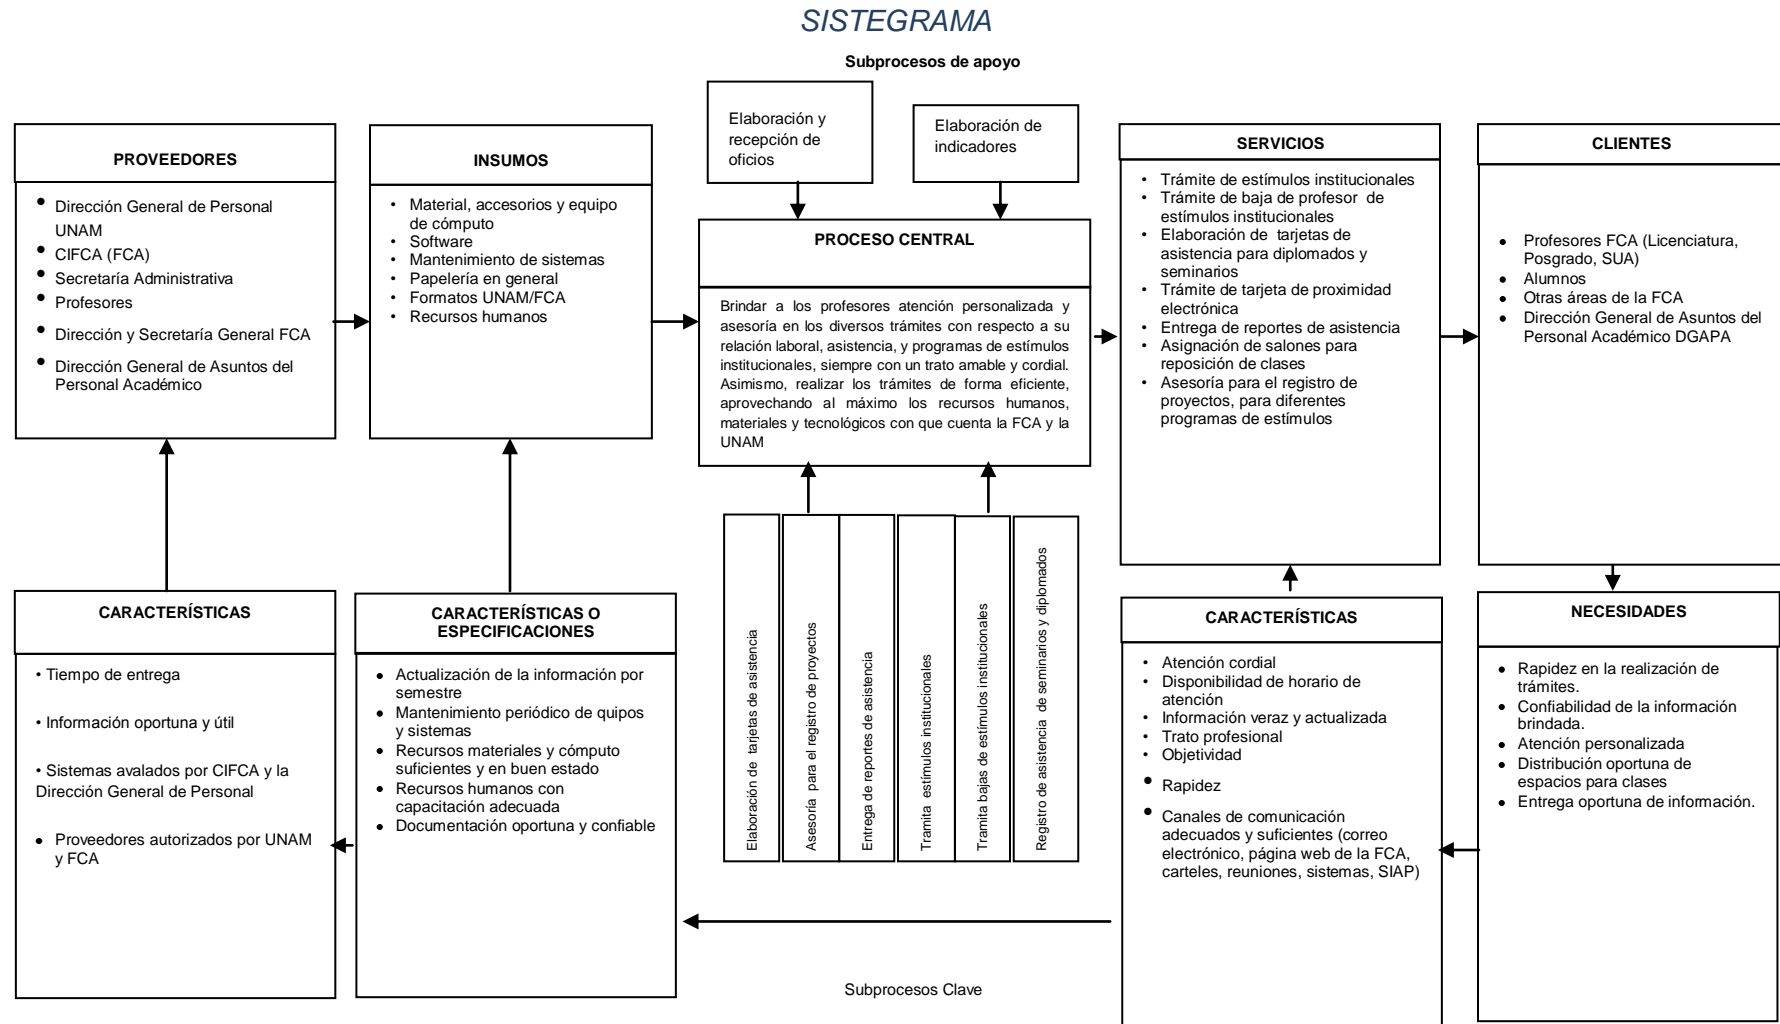 SISTEGRAMA
Subprocesos de apoyo
Elaboración y
recepción de
oficios
Elaboración de
indicadores
PROVEEDORES
• Dirección General de Personal
UNAM
• CIFCA (FCA)
• Secretaría Administrativa
• Profesores
• Dirección y Secretaría General FCA
• Dirección General de Asuntos del
Personal Académico
INSUMOS
• Material, accesorios y equipo
de cómputo
• Software
• Mantenimiento de sistemas
• Papelería en general
• Formatos UNAM/FCA
• Recursos humanos
PROCESO CENTRAL
Brindar a los profesores atención personalizada y
asesoría en los diversos trámites con respecto a su
relación laboral, asistencia, y programas de estímulos
institucionales, siempre con un trato amable y cordial.
Asimismo, realizar los trámites de forma eficiente,
aprovechando al máximo los recursos humanos,
materiales y tecnológicos con que cuenta la FCA y la
UNAM
SERVICIOS
• Trámite de estímulos institucionales
• Trámite de baja de profesor de
estímulos institucionales
• Elaboración de tarjetas de
asistencia para diplomados y
seminarios
• Trámite de tarjeta de proximidad
electrónica
• Entrega de reportes de asistencia
• Asignación de salones para
reposición de clases
• Asesoría para el registro de
proyectos, para diferentes
programas de estímulos
CLIENTES
• Profesores FCA (Licenciatura,
Posgrado, SUA)
• Alumnos
• Otras áreas de la FCA
• Dirección General de Asuntos del
Personal Académico DGAPA
CARACTERÍSTICAS
• Tiempo de entrega
• Información oportuna y útil
• Sistemas avalados por CIFCA y la
Dirección General de Personal
• Proveedores autorizados por UNAM
y FCA
CARACTERÍSTICAS O
ESPECIFICACIONES
• Actualización de la información por
semestre
• Mantenimiento periódico de quipos
y sistemas
• Recursos materiales y cómputo
suficientes y en buen estado
• Recursos humanos con
capacitación adecuada
• Documentación oportuna y confiable
Elaboración de tarjetas de asistencia
Asesoría para el registro de proyectos
Entrega de reportes de asistencia
Tramita estímulos institucionales
Tramita bajas de estímulos institucionales
Registro de asistencia de seminarios y diplomados
CARACTERÍSTICAS
• Atención cordial
• Disponibilidad de horario de
atención
• Información veraz y actualizada
• Trato profesional
• Objetividad
• Rapidez
• Canales de comunicación
adecuados y suficientes (correo
electrónico, página web de la FCA,
carteles, reuniones, sistemas, SIAP)
NECESIDADES
• Rapidez en la realización de
trámites.
• Confiabilidad de la información
brindada.
• Atención personalizada
• Distribución oportuna de
espacios para clases
• Entrega oportuna de información.
Subprocesos Clave